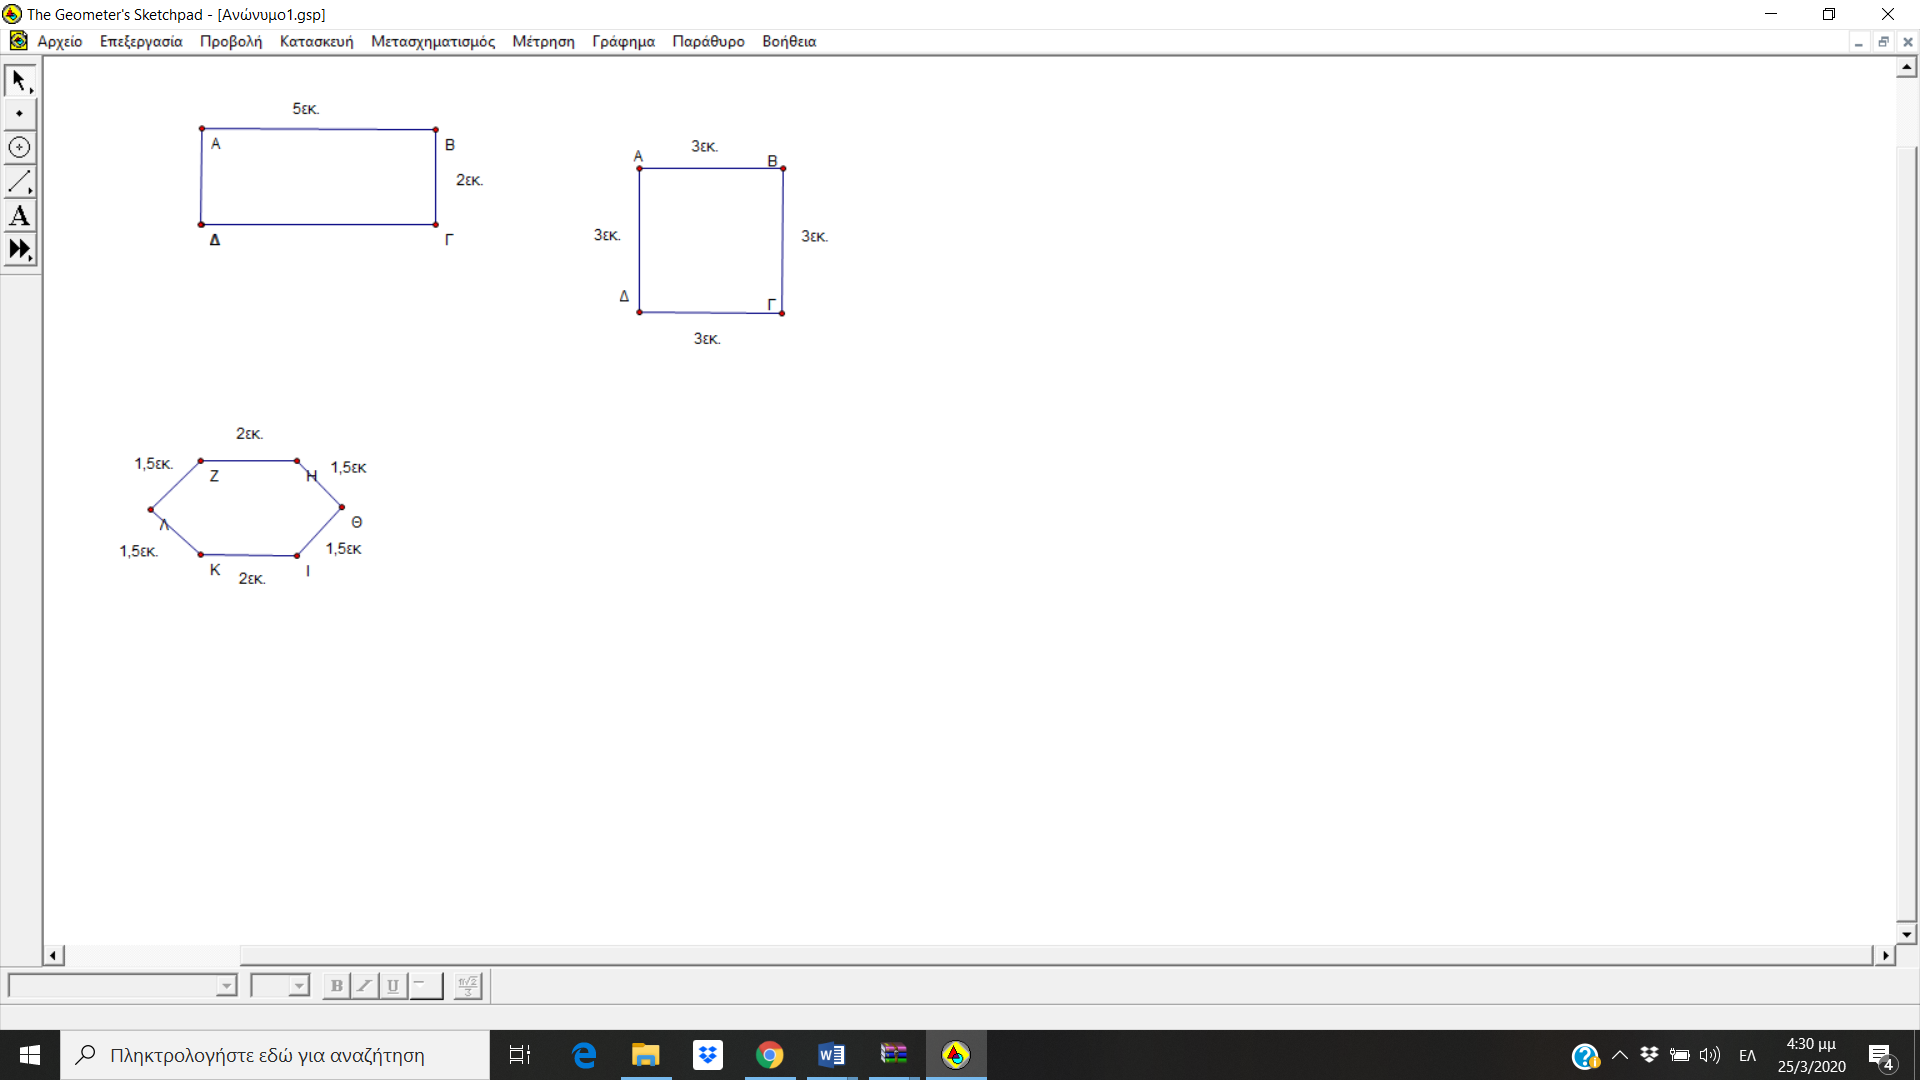 The Geometer's Sketchpad - [Ανώνυμο1.gsp]
Αρχείο Επεξεργασία Προβολή Κατασκευή Μετασχηματισμός Μέτρηση Γράφημα Παράθυρο Βοήθεια
5εκ.
Α
Β
2εκ.
Δ
Γ
3εκ.
Α
Β
3εκ.
3εκ.
Δ
Γ
3εκ.
2εκ.
1,5εκ.
1,5εκ
Ζ
Η
Λ
Θ
1,5εκ.
1,5εκ
Κ
2εκ.
Ι
A
B I U
Πληκτρολογήστε εδώ για αναζήτηση
ΕΛ
4:30 μμ
25/3/2020
4